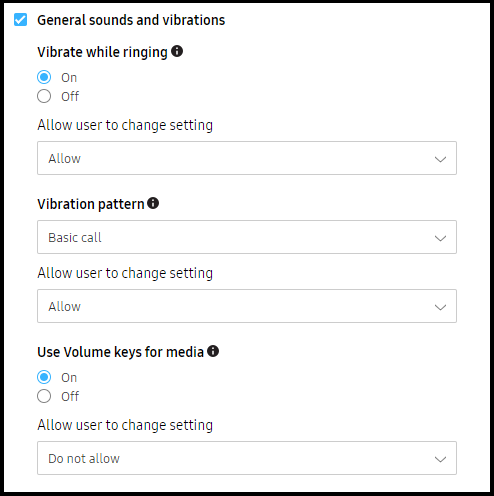 General sounds and vibrations
Vibrate while ringing
On
Off
Allow user to change setting
Allow
Vibration pattern
Basic call
Allow user to change setting
Allow
Use Volume keys for media
On
Off
Allow user to change setting
Do not allow